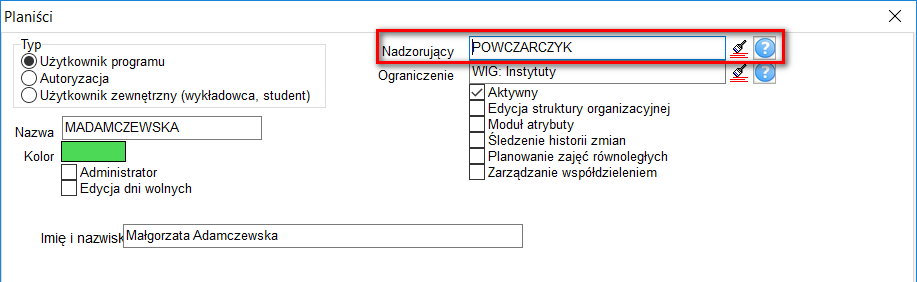 Planiści
Typ
Użytkownik programu
Autoryzacja
Użytkownik zewnętrzny (wykładowca, student)
Nazwa MADAMCZEWSKA
Kolor
Administrator
Edycja dni wolnych
Nadzorujący POWCZARCZYK
Ograniczenie WIG: Instytuty
Aktywny
Edycja struktury organizacyjnej
Moduł atrybuty
Śledzenie historii zmian
Planowanie zajęć równoległych
Zarządzanie współdzieleniem
Imię i nazwisk Małgorzata Adamczewska